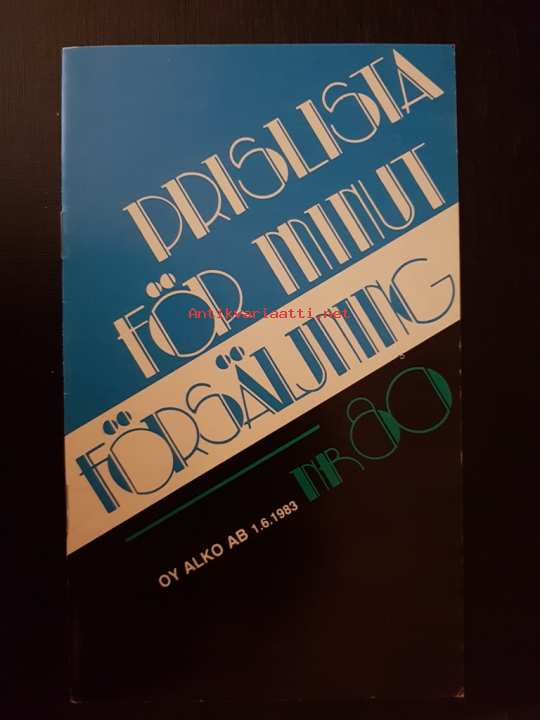 PRISLISTA
FÖR MINUT
Antikvariaatti.net
FÖRSÄLJNING
NR 80
OY ALKO AB 1.6.1983